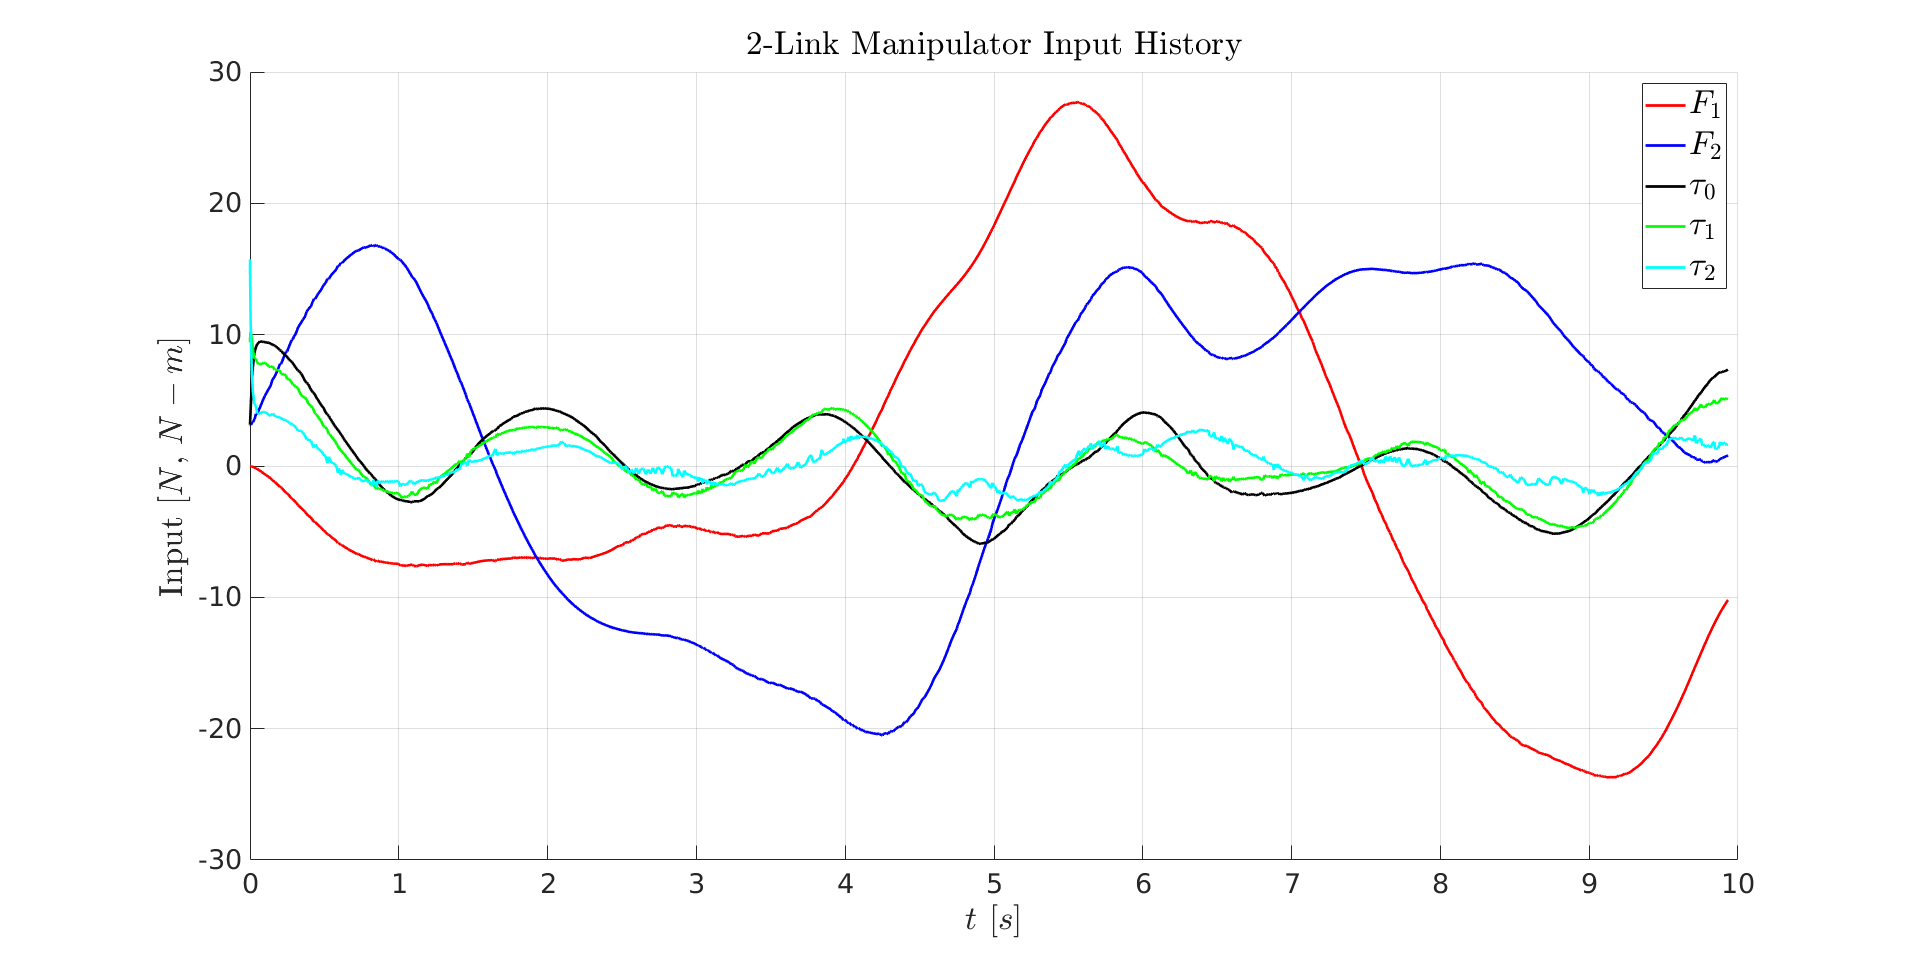 2-Link Manipulator Input History
Input [N, N − m]
30
20
10
0
-10
-20
-30
F₁
F₂
τ₀
τ₁
τ₂
0 1 2 3 4 5 6 7 8 9 10
t [s]